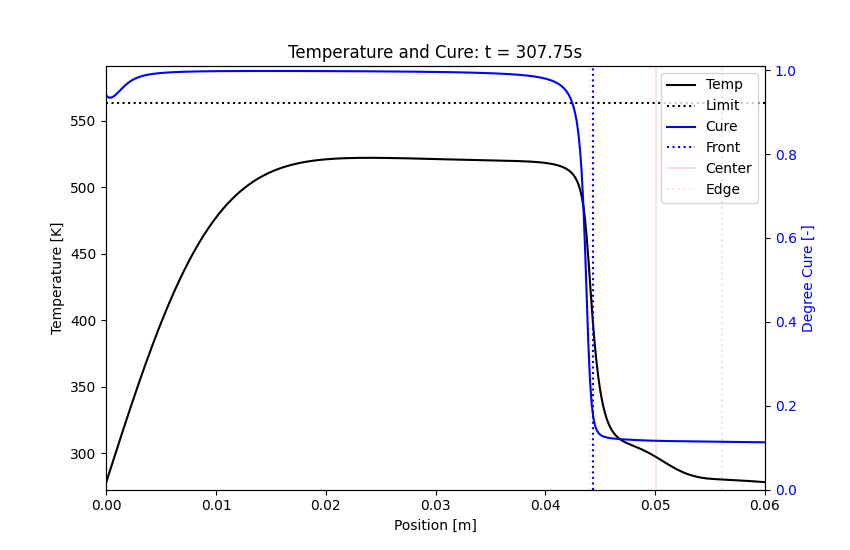 Temperature and Cure: t = 307.75s
Temperature [K]
550
500
450
400
350
300
1.0
0.8
0.6
0.4
0.2
0.0
Degree Cure [-]
Temp
Limit
Cure
Front
Center
Edge
0.00 0.01 0.02 0.03 0.04 0.05 0.06
Position [m]